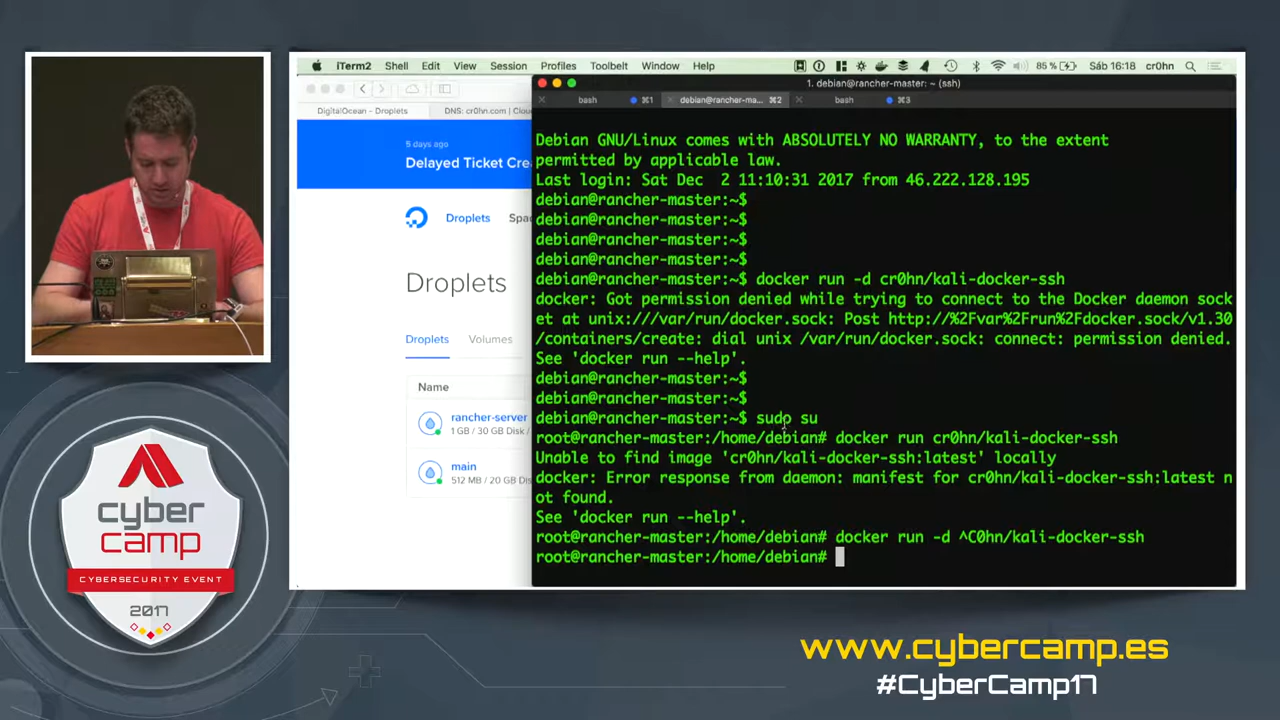 iTerm2 Shell Edit View Session Profiles Toolbelt Window Help
85 % Sáb 16:18 cr0hn
1. debian@rancher-master: ~ (ssh)
bash ⌘1 debian@rancher-ma... ⌘2 bash ⌘3
DigitalOcean - Droplets
DNS: cr0hn.com | Clou
5 days ago
Delayed Ticket Cre
Droplets
Spac
Droplets
Droplets
Volumes
Name
rancher-server
1 GB / 30 GB Disk /
main
512 MB / 20 GB Dis
Debian GNU/Linux comes with ABSOLUTELY NO WARRANTY, to the extent
permitted by applicable law.
Last login: Sat Dec 2 11:10:31 2017 from 46.222.128.195
debian@rancher-master:~$
debian@rancher-master:~$
debian@rancher-master:~$
debian@rancher-master:~$
debian@rancher-master:~$ docker run -d cr0hn/kali-docker-ssh
docker: Got permission denied while trying to connect to the Docker daemon sock
et at unix:///var/run/docker.sock: Post http://%2Fvar%2Frun%2Fdocker.sock/v1.30
/containers/create: dial unix /var/run/docker.sock: connect: permission denied.
See 'docker run --help'.
debian@rancher-master:~$
debian@rancher-master:~$
debian@rancher-master:~$ sudo su
root@rancher-master:/home/debian# docker run cr0hn/kali-docker-ssh
Unable to find image 'cr0hn/kali-docker-ssh:latest' locally
docker: Error response from daemon: manifest for cr0hn/kali-docker-ssh:latest n
ot found.
See 'docker run --help'.
root@rancher-master:/home/debian# docker run -d ^C0hn/kali-docker-ssh
root@rancher-master:/home/debian#
cyber
camp
CYBERSECURITY EVENT
2017
www.cybercamp.es
#CyberCamp17